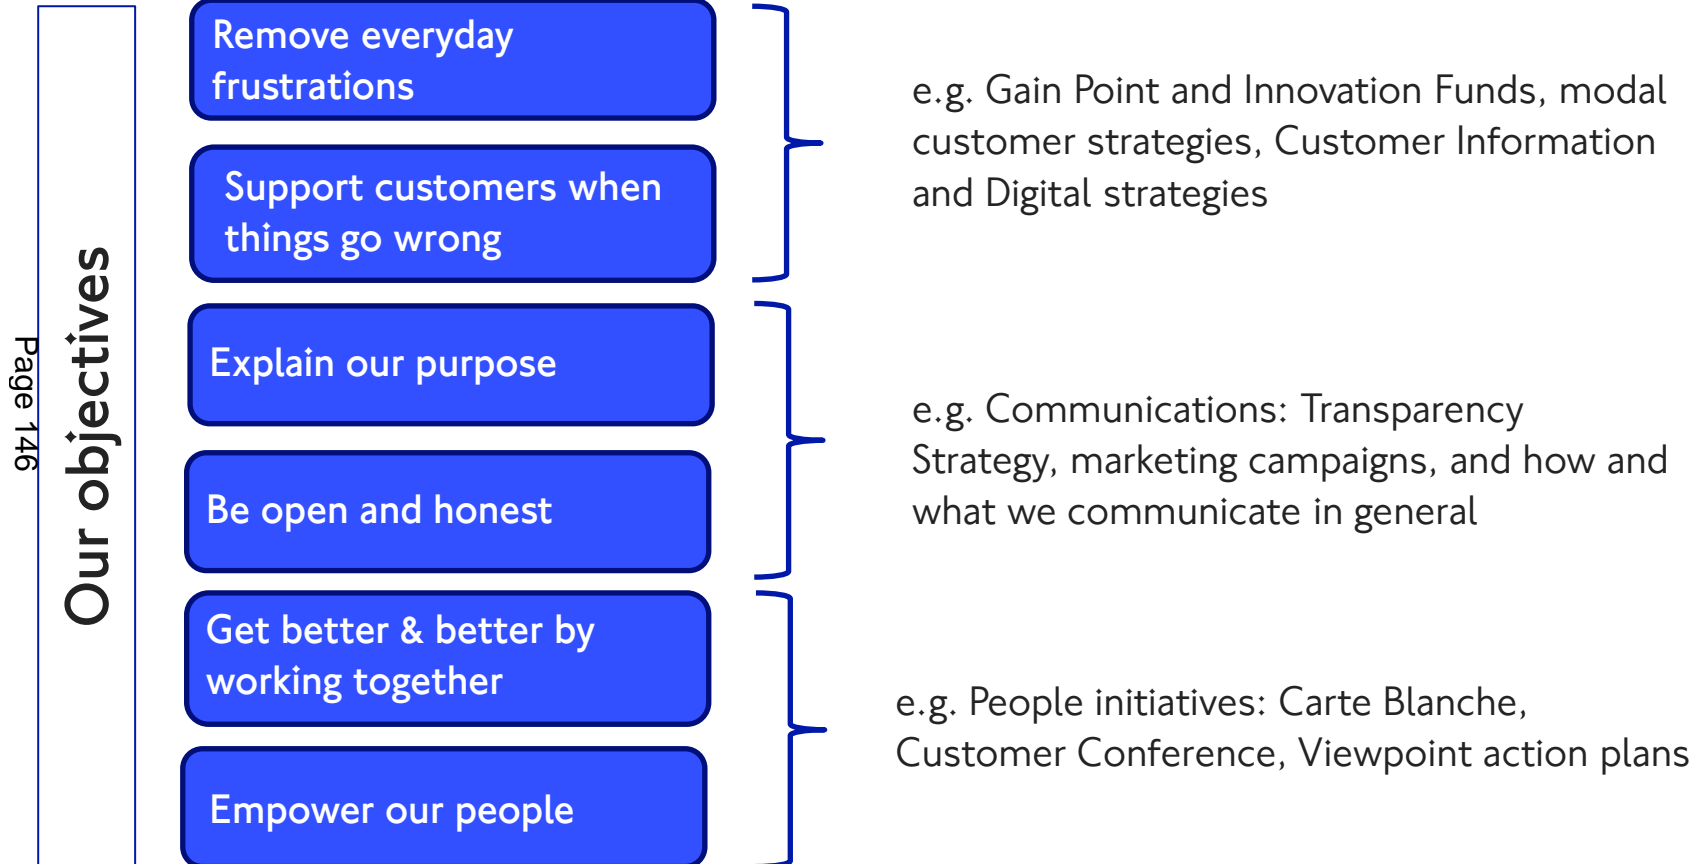 Page 146
Our objectives
Remove everyday
frustrations
Support customers when
things go wrong
e.g. Gain Point and Innovation Funds, modal
customer strategies, Customer Information
and Digital strategies
Explain our purpose
Be open and honest
e.g. Communications: Transparency
Strategy, marketing campaigns, and how and
what we communicate in general
Get better & better by
working together
Empower our people
e.g. People initiatives: Carte Blanche,
Customer Conference, Viewpoint action plans